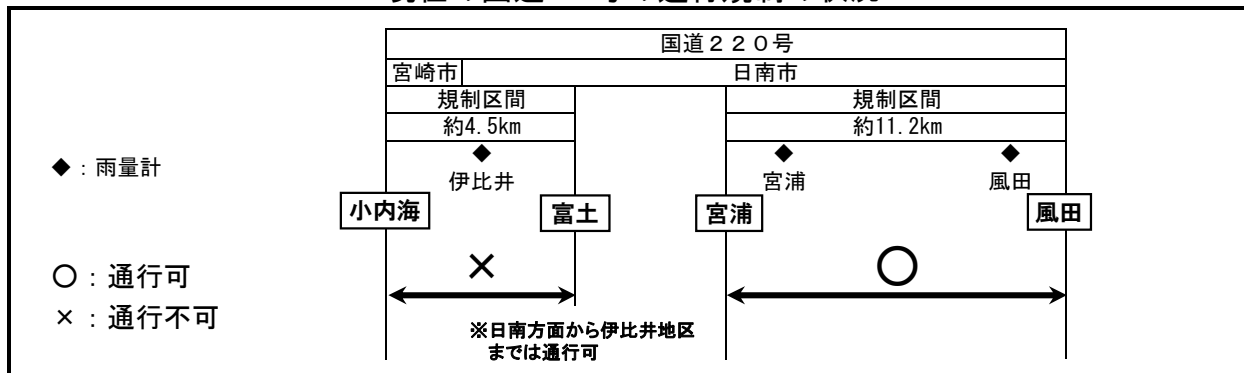 国道２２０号
宮崎市 日南市
規制区間 規制区間
約4.5km 約11.2km
◆：雨量計
◆ ◆ ◆
伊比井 宮浦 風田
小内海 富土 宮浦 風田
○：通行可
×：通行不可
× ○
※日南方面から伊比井地区
までは通行可